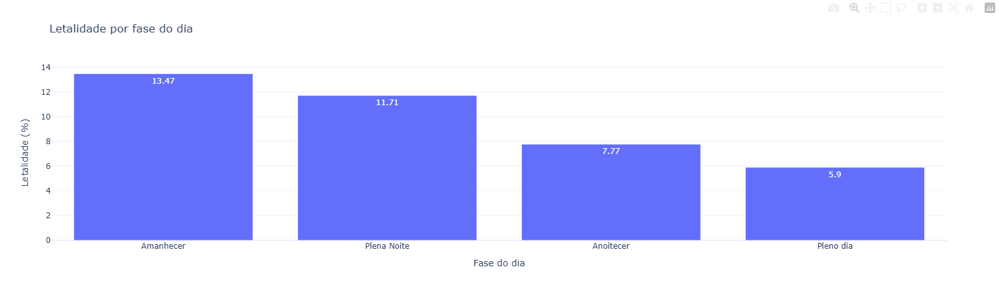 Letalidade por fase do dia
14
12
10
8
6
4
2
0
Letalidade (%)
13.47
11.71
7.77
5.9
Amanhecer
Plena Noite
Anoitecer
Pleno dia
Fase do dia